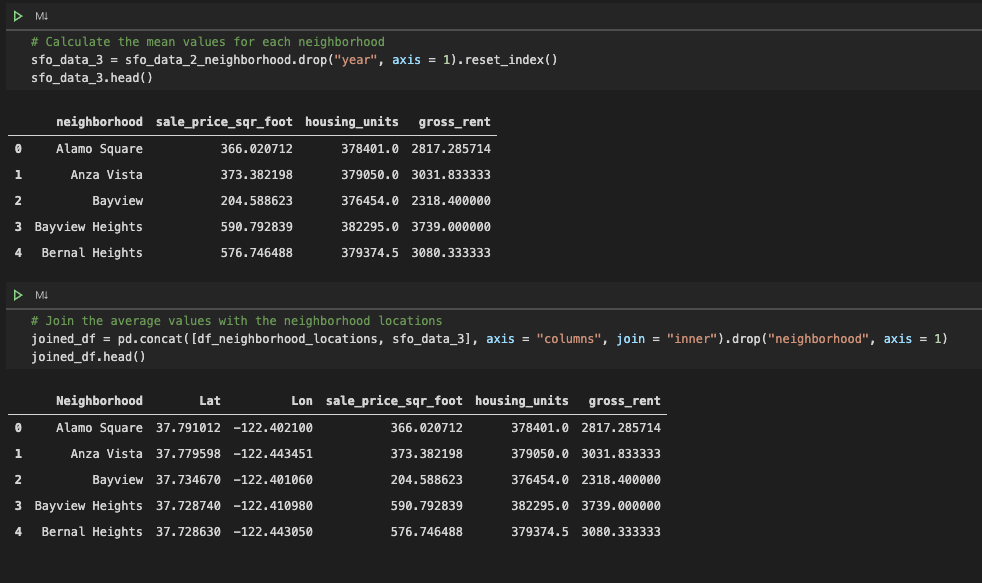 M↓
# Calculate the mean values for each neighborhood
sfo_data_3 = sfo_data_2_neighborhood.drop("year", axis = 1).reset_index()
sfo_data_3.head()
neighborhood sale_price_sqr_foot housing_units gross_rent
0 Alamo Square 366.020712 378401.0 2817.285714
1 Anza Vista 373.382198 379050.0 3031.833333
2 Bayview 204.588623 376454.0 2318.400000
3 Bayview Heights 590.792839 382295.0 3739.000000
4 Bernal Heights 576.746488 379374.5 3080.333333
M↓
# Join the average values with the neighborhood locations
joined_df = pd.concat([df_neighborhood_locations, sfo_data_3], axis = "columns", join = "inner").drop("neighborhood", axis = 1)
joined_df.head()
Neighborhood Lat Lon sale_price_sqr_foot housing_units gross_rent
0 Alamo Square 37.791012 -122.402100 366.020712 378401.0 2817.285714
1 Anza Vista 37.779598 -122.443451 373.382198 379050.0 3031.833333
2 Bayview 37.734670 -122.401060 204.588623 376454.0 2318.400000
3 Bayview Heights 37.728740 -122.410980 590.792839 382295.0 3739.000000
4 Bernal Heights 37.728630 -122.443050 576.746488 379374.5 3080.333333